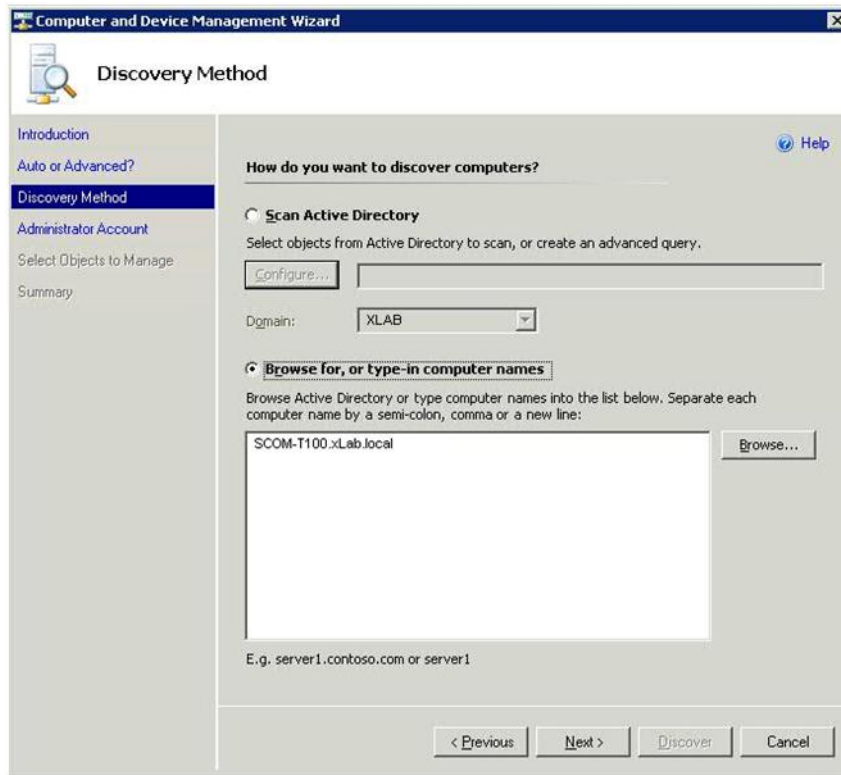 Computer and Device Management Wizard
Discovery Method
Introduction
Auto or Advanced?
Discovery Method
Administrator Account
Select Objects to Manage
Summary
Help
How do you want to discover computers?
Scan Active Directory
Select objects from Active Directory to scan, or create an advanced query.
Configure...
Domain: XLAB
Browse for, or type-in computer names
Browse Active Directory or type computer names into the list below. Separate each
computer name by a semi-colon, comma or a new line:
SCOM-T100.xLab.local
Browse...
E.g. server1.contoso.com or server1
< Previous Next > Discover Cancel